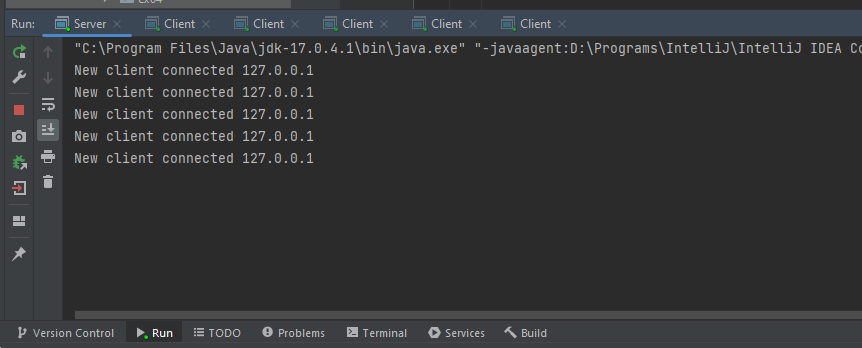 Run: Server Client Client Client Client Client
"C:\Program Files\Java\jdk-17.0.4.1\bin\java.exe" "-javaagent:D:\Programs\IntelliJ\IntelliJ IDEA Co
New client connected 127.0.0.1
New client connected 127.0.0.1
New client connected 127.0.0.1
New client connected 127.0.0.1
New client connected 127.0.0.1
Version Control Run TODO Problems Terminal Services Build